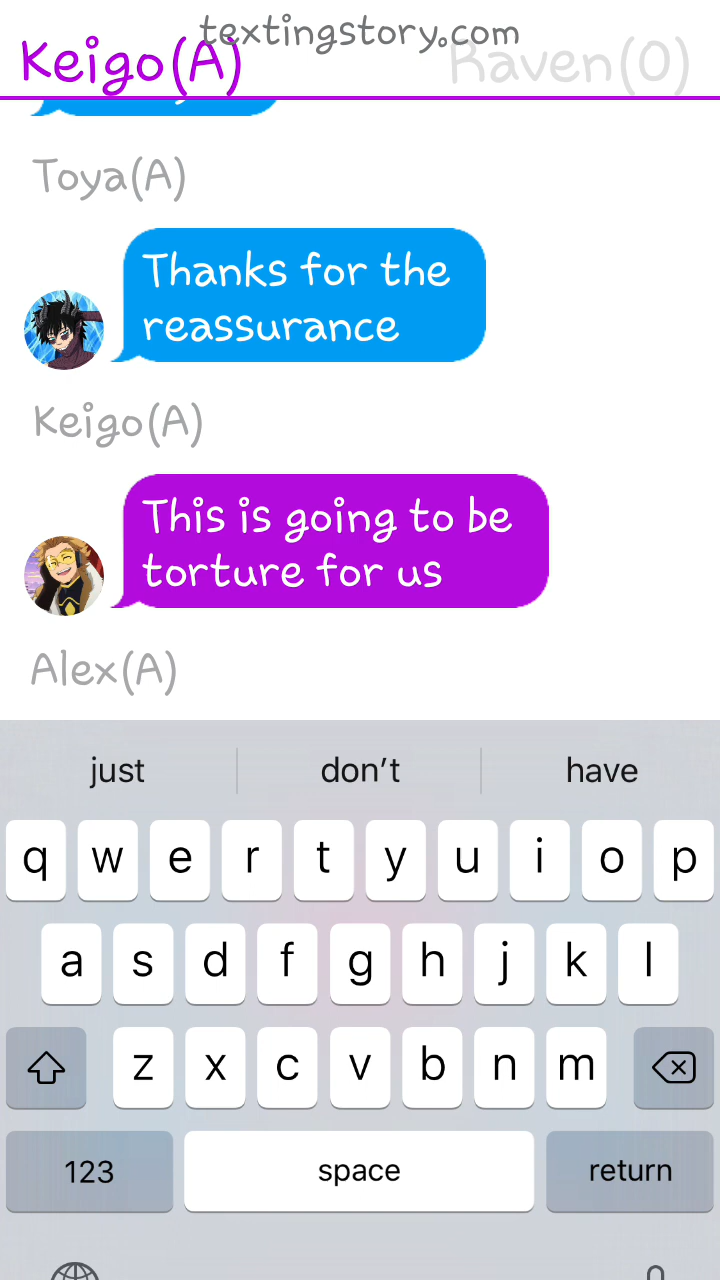 textingstory.com
Keigo(A) Raven(O)
Toya(A)
Thanks for the
reassurance
Keigo(A)
This is going to be
torture for us
Alex(A)
just don't have
q w e r t y u i o p
a s d f g h j k l
z x c v b n m
123 space return